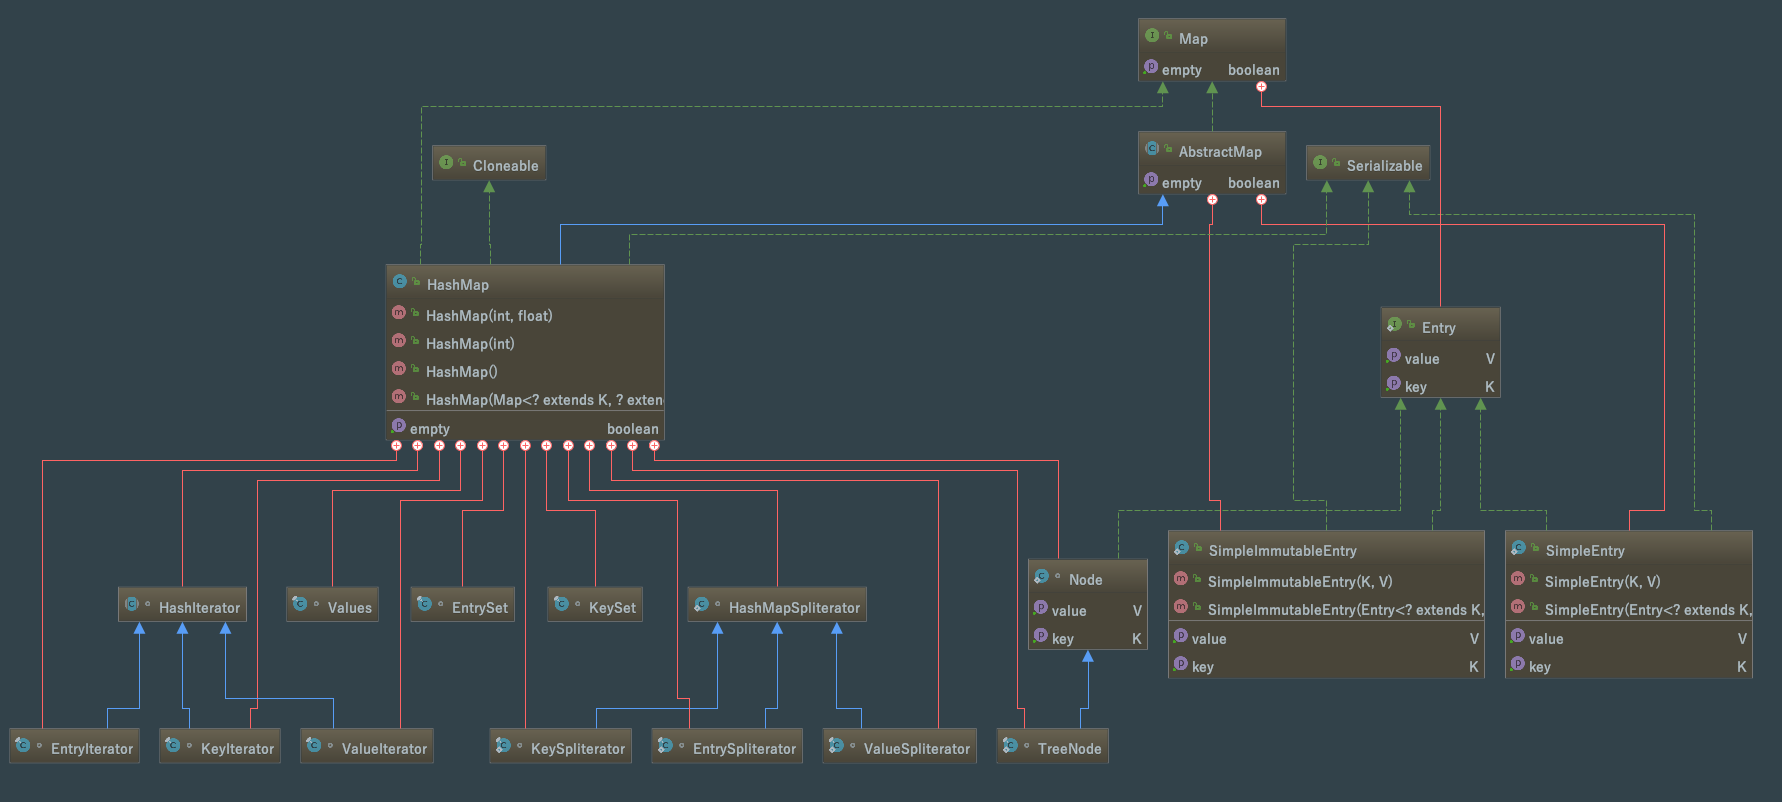 Map
empty boolean
Cloneable
AbstractMap
empty boolean
Serializable
HashMap
HashMap(int, float)
HashMap(int)
HashMap()
HashMap(Map<? extends K, ? exten
empty boolean
Entry
value V
key K
HashIterator
Values
EntrySet
KeySet
HashMapSpliterator
Node
value V
key K
SimpleImmutableEntry
SimpleImmutableEntry(K, V)
SimpleImmutableEntry(Entry<? extends K,
value V
key K
SimpleEntry
SimpleEntry(K, V)
SimpleEntry(Entry<? extends K,
value V
key K
EntryIterator
KeyIterator
ValueIterator
KeySpliterator
EntrySpliterator
ValueSpliterator
TreeNode